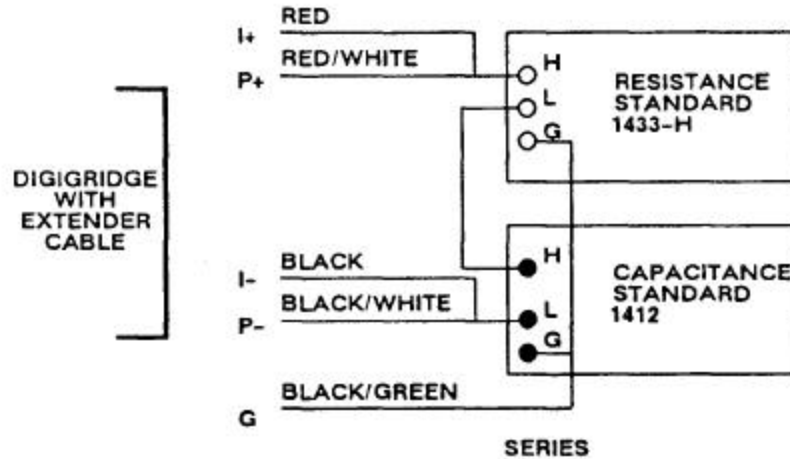 I+ RED
P+ RED/WHITE
H
L
G
RESISTANCE
STANDARD
1433-H
DIGIGRIDGE
WITH
EXTENDER
CABLE
I- BLACK
P- BLACK/WHITE
H
L
G
CAPACITANCE
STANDARD
1412
G BLACK/GREEN
SERIES